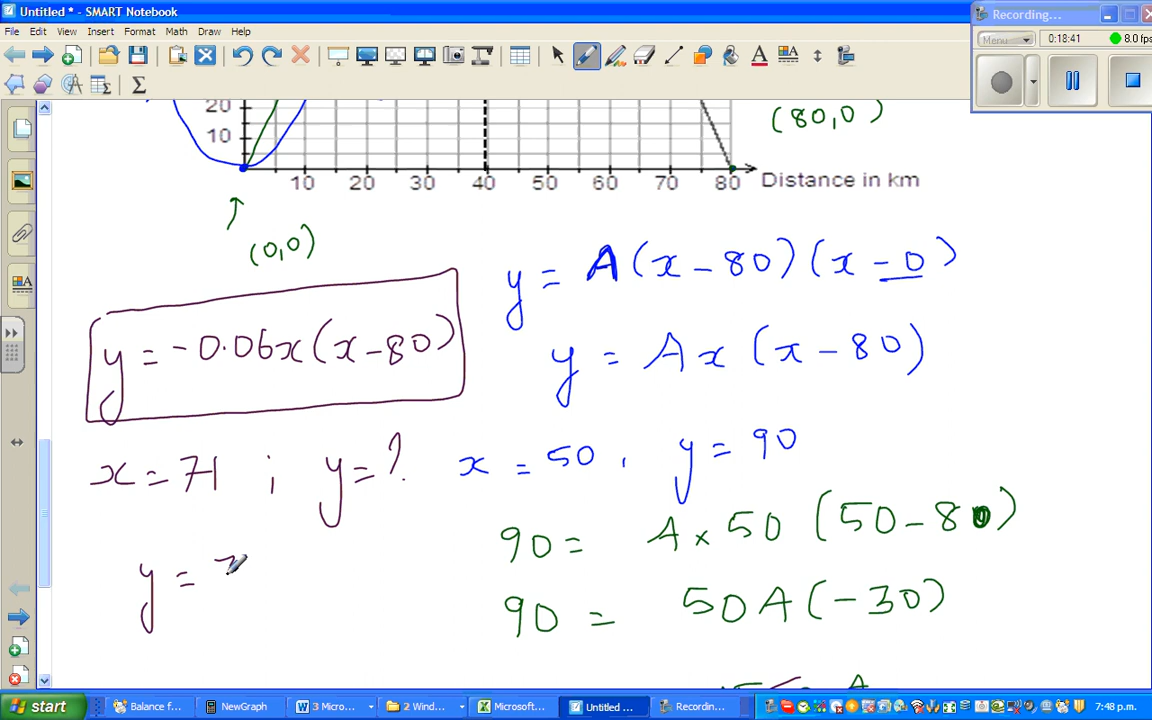 Untitled * - SMART Notebook
Recording...
File Edit View Insert Format Math Draw Help
Menu
0:18:41
8.0 fps
20
10
10 20 30 40 50 60 70 80 Distance in km
(80,0)
(0,0)
y = A(x-80)(x-0)
y = -0.06x(x-80)
y = Ax (x-80)
x = 71 ; y = ?
x = 50, y = 90
90 = A × 50 (50-80)
y =
90 = 50A(-30)
A
start
Balance f...
NewGraph
3 Micro...
2 Wind...
Microsoft...
Untitled ...
Recordin...
7:48 p.m.